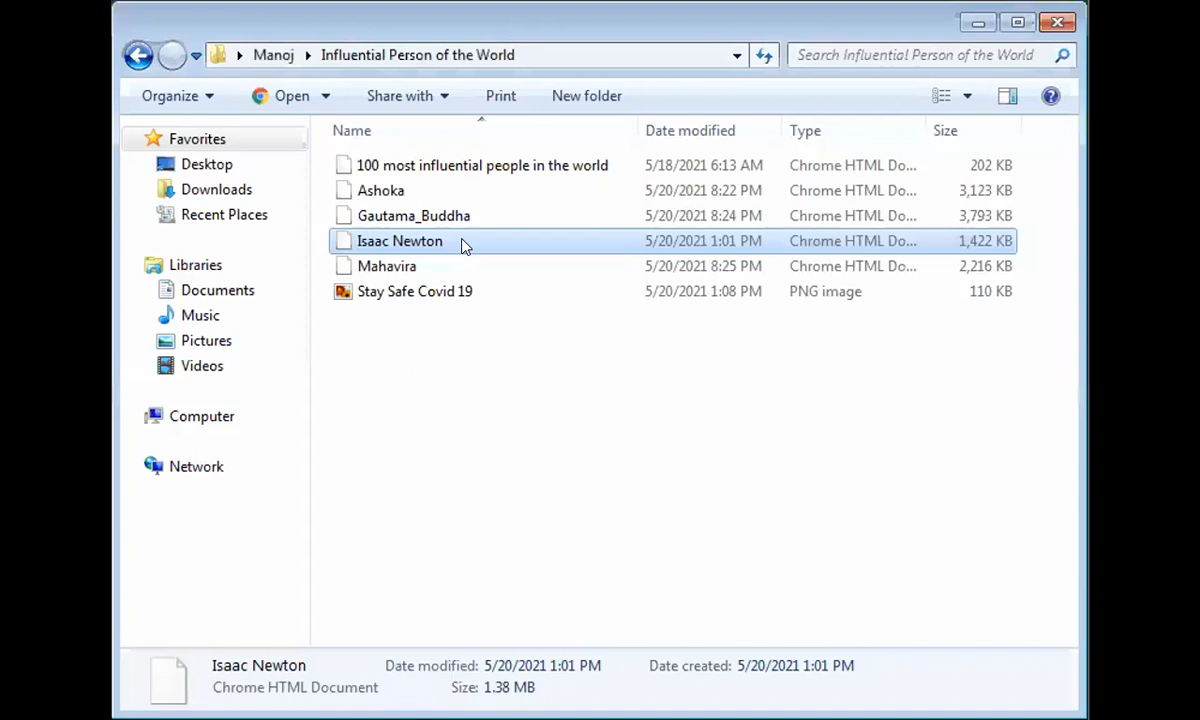 Manoj Influential Person of the World Search Influential Person of the World
Organize Open Share with Print New folder
Name Date modified Type Size
Favorites
Desktop
Downloads
Recent Places
Libraries
Documents
Music
Pictures
Videos
Computer
Network
100 most influential people in the world 5/18/2021 6:13 AM Chrome HTML Do... 202 KB
Ashoka 5/20/2021 8:22 PM Chrome HTML Do... 3,123 KB
Gautama_Buddha 5/20/2021 8:24 PM Chrome HTML Do... 3,793 KB
Isaac Newton 5/20/2021 1:01 PM Chrome HTML Do... 1,422 KB
Mahavira 5/20/2021 8:25 PM Chrome HTML Do... 2,216 KB
Stay Safe Covid 19 5/20/2021 1:08 PM PNG image 110 KB
Isaac Newton Date modified: 5/20/2021 1:01 PM Date created: 5/20/2021 1:01 PM
Chrome HTML Document Size: 1.38 MB